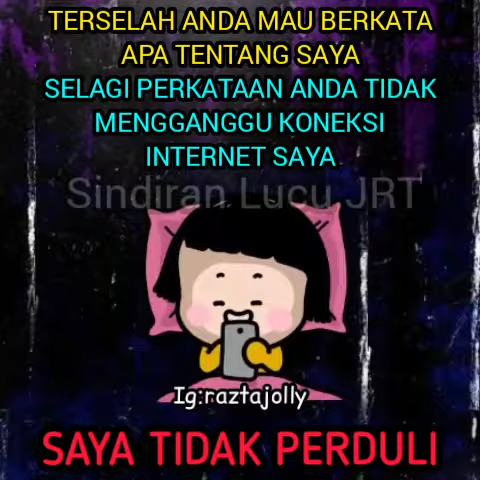 TERSELAH ANDA MAU BERKATA
APA TENTANG SAYA
SELAGI PERKATAAN ANDA TIDAK
MENGGANGGU KONEKSI
INTERNET SAYA
Sindiran Lucu JRT
Ig:raztajolly
SAYA TIDAK PERDULI